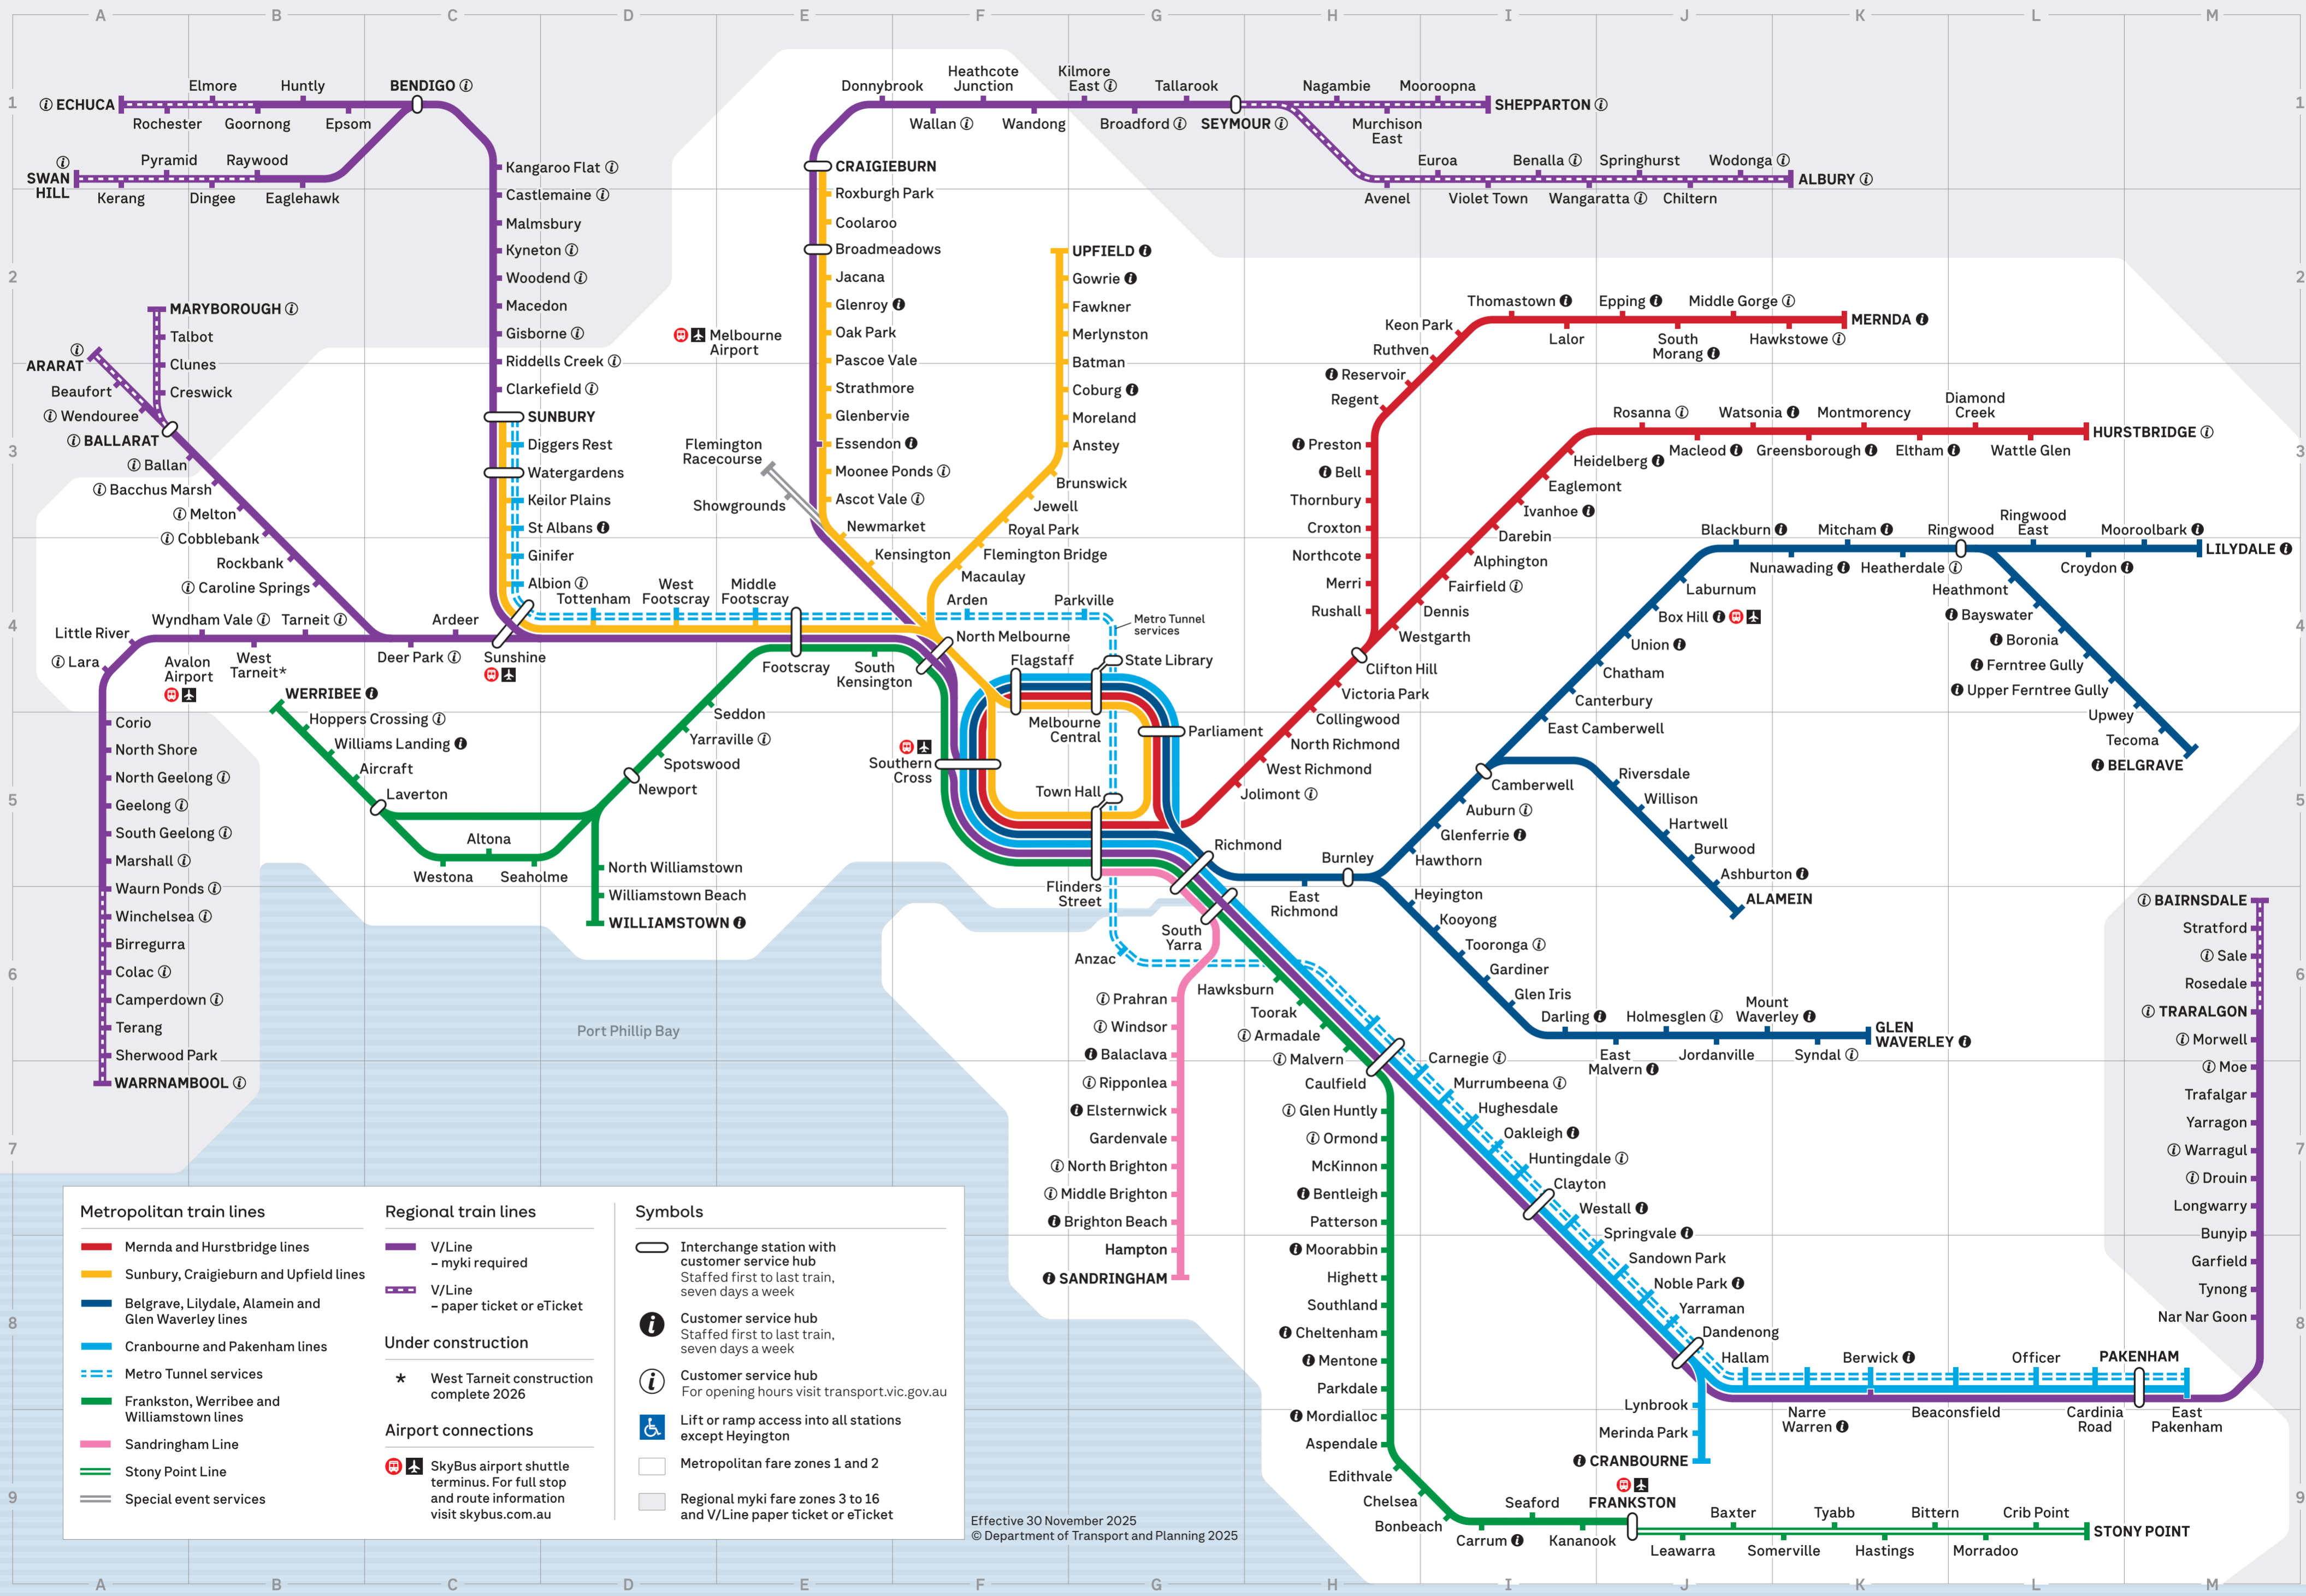 A B C D E F G H I J K L M
1
ECHUCA
Elmore
Huntly
BENDIGO
Rochester
Goornong
Epsom
SWAN
HILL
Pyramid
Raywood
Kerang
Dingee
Eaglehawk
Kangaroo Flat
Castlemaine
Malmsbury
Kyneton
Woodend
Macedon
Gisborne
Riddells Creek
Clarkefield
SUNBURY
Diggers Rest
Watergardens
Keilor Plains
St Albans
Ginifer
Albion
Donnybrook
Heathcote
Junction
Kilmore
East
Tallarook
Wallan
Wandong
Broadford
SEYMOUR
Nagambie
Mooroopna
SHEPPARTON
Murchison
East
Euroa
Benalla
Springhurst
Wodonga
ALBURY
Avenel
Violet Town
Wangaratta
Chiltern
1
2
CRAIGIEBURN
Roxburgh Park
Coolaroo
Broadmeadows
Jacana
Glenroy
Oak Park
Pascoe Vale
Strathmore
Glenbervie
Essendon
Moonee Ponds
Ascot Vale
Newmarket
Kensington
Melbourne
Airport
Flemington
Racecourse
Showgrounds
UPFIELD
Gowrie
Fawkner
Merlynston
Batman
Coburg
Moreland
Anstey
Brunswick
Jewell
Royal Park
Flemington Bridge
Macaulay
2
MARYBOROUGH
Talbot
Clunes
Creswick
ARARAT
Beaufort
Wendouree
BALLARAT
Ballan
Bacchus Marsh
Melton
Cobblebank
Rockbank
Caroline Springs
3
Thomastown
Epping
Middle Gorge
MERNDA
Keon Park
Lalor
South
Morang
Hawkstowe
Ruthven
Reservoir
Regent
Preston
Bell
Thornbury
Croxton
Northcote
Merri
Rushall
Rosanna
Watsonia
Montmorency
Diamond
Creek
HURSTBRIDGE
Heidelberg
Macleod
Greensborough
Eltham
Wattle Glen
Eaglemont
Ivanhoe
Darebin
Alphington
Fairfield
Dennis
Westgarth
Clifton Hill
Victoria Park
Collingwood
North Richmond
West Richmond
Jolimont
3
Blackburn
Mitcham
Ringwood
Ringwood
East
Mooroolbark
LILYDALE
Nunawading
Heatherdale
Croydon
Laburnum
Box Hill
Union
Chatham
Canterbury
East Camberwell
Camberwell
Auburn
Glenferrie
Hawthorn
Heathmont
Bayswater
Boronia
Ferntree Gully
Upper Ferntree Gully
Upwey
Tecoma
BELGRAVE
4
Little River
Wyndham Vale
Tarneit
Ardeer
Lara
Avalon
Airport
West
Tarneit*
Deer Park
Sunshine
Tottenham
West
Footscray
Middle
Footscray
Footscray
South
Kensington
Arden
Parkville
Metro Tunnel
services
North Melbourne
Flagstaff
State Library
Melbourne
Central
Parliament
Southern
Cross
Town Hall
Flinders
Street
4
WERRIBEE
Hoppers Crossing
Williams Landing
Aircraft
Laverton
Seddon
Yarraville
Spotswood
Newport
Altona
Westona
Seaholme
North Williamstown
Williamstown Beach
WILLIAMSTOWN
5
Corio
North Shore
North Geelong
Geelong
South Geelong
Marshall
Waurn Ponds
Winchelsea
Birregurra
Colac
Camperdown
Terang
Sherwood Park
WARRNAMBOOL
Riversdale
Willison
Hartwell
Burwood
Ashburton
ALAMEIN
5
Richmond
Burnley
East
Richmond
Heyington
Kooyong
Tooronga
Gardiner
Glen Iris
Darling
Holmesglen
Mount
Waverley
GLEN
WAVERLEY
East
Malvern
Jordanville
Syndal
6
Port Phillip Bay
Anzac
South
Yarra
Prahran
Windsor
Balaclava
Ripponlea
Elsternwick
Gardenvale
North Brighton
Middle Brighton
Brighton Beach
Hampton
SANDRINGHAM
Hawksburn
Toorak
Armadale
Malvern
Caulfield
Glen Huntly
Ormond
McKinnon
Bentleigh
Patterson
Moorabbin
Highett
Southland
Cheltenham
Mentone
Parkdale
Mordialloc
Aspendale
Edithvale
Chelsea
Bonbeach
Carrum
Seaford
Kananook
FRANKSTON
Carnegie
Murrumbeena
Hughesdale
Oakleigh
Huntingdale
Clayton
Westall
Springvale
Sandown Park
Noble Park
Yarraman
Dandenong
Hallam
Berwick
Officer
PAKENHAM
Narre
Warren
Beaconsfield
Cardinia
Road
East
Pakenham
Lynbrook
Merinda Park
CRANBOURNE
Baxter
Tyabb
Bittern
Crib Point
STONY POINT
Leawarra
Somerville
Hastings
Morradoo
BAIRNSDALE
Stratford
Sale
Rosedale
TRARALGON
Morwell
Moe
Trafalgar
Yarragon
Warragul
Drouin
Longwarry
Bunyip
Garfield
Tynong
Nar Nar Goon
6
7
7
8
8
9
9
Metropolitan train lines
Mernda and Hurstbridge lines
Sunbury, Craigieburn and Upfield lines
Belgrave, Lilydale, Alamein and
Glen Waverley lines
Cranbourne and Pakenham lines
Metro Tunnel services
Frankston, Werribee and
Williamstown lines
Sandringham Line
Stony Point Line
Special event services
Regional train lines
V/Line
– myki required
V/Line
– paper ticket or eTicket
Under construction
* West Tarneit construction
complete 2026
Airport connections
SkyBus airport shuttle
terminus. For full stop
and route information
visit skybus.com.au
Symbols
Interchange station with
customer service hub
Staffed first to last train,
seven days a week
Customer service hub
Staffed first to last train,
seven days a week
Customer service hub
For opening hours visit transport.vic.gov.au
Lift or ramp access into all stations
except Heyington
Metropolitan fare zones 1 and 2
Regional myki fare zones 3 to 16
and V/Line paper ticket or eTicket
Effective 30 November 2025
© Department of Transport and Planning 2025
A B C D E F G H I J K L M